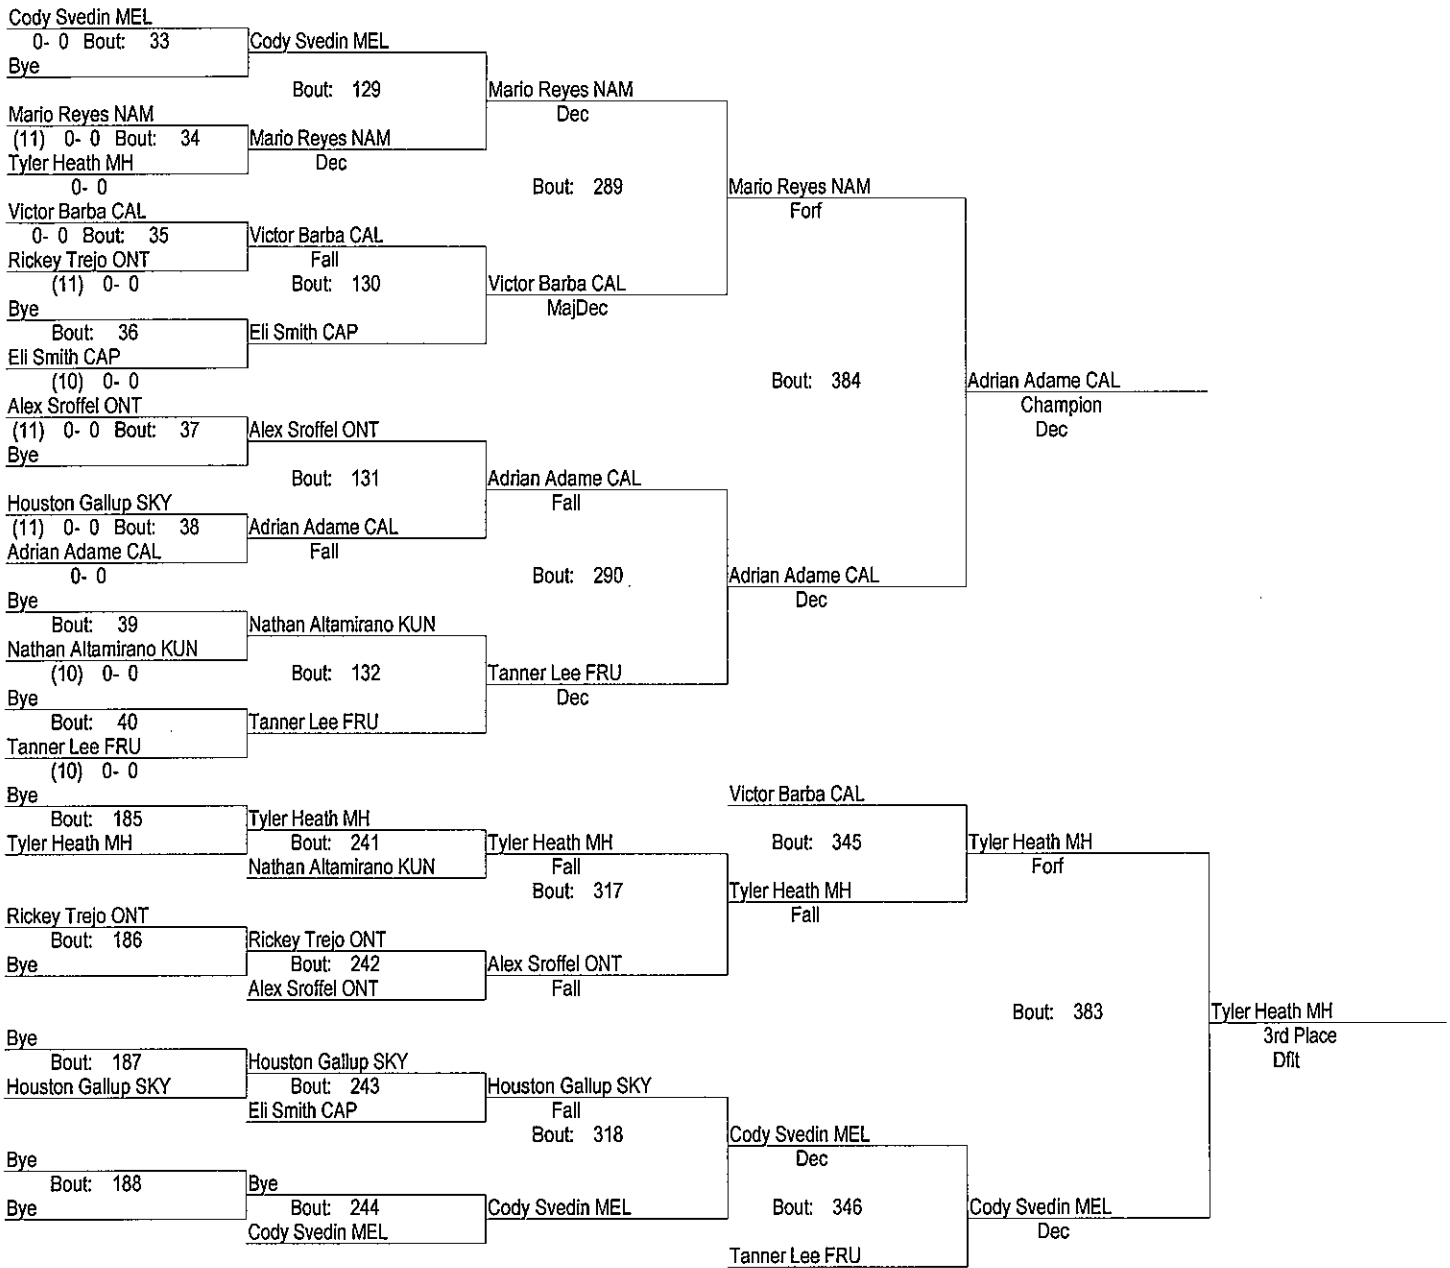 Cody Svedin MEL
0- 0 Bout: 33
Bye
Cody Svedin MEL
Bout: 129
Mario Reyes NAM
(11) 0- 0 Bout: 34
Tyler Heath MH
0- 0
Mario Reyes NAM
Dec
Mario Reyes NAM
Dec
Bout: 289
Victor Barba CAL
0- 0 Bout: 35
Rickey Trejo ONT
(11) 0- 0
Victor Barba CAL
Fall
Bout: 130
Bye
Bout: 36
Eli Smith CAP
(10) 0- 0
Eli Smith CAP
Victor Barba CAL
MajDec
Mario Reyes NAM
Forf
Bout: 384
Alex Sroffel ONT
(11) 0- 0 Bout: 37
Bye
Alex Sroffel ONT
Bout: 131
Houston Gallup SKY
(11) 0- 0 Bout: 38
Adrian Adame CAL
0- 0
Adrian Adame CAL
Fall
Adrian Adame CAL
Fall
Bout: 290
Bye
Bout: 39
Nathan Altamirano KUN
(10) 0- 0
Nathan Altamirano KUN
Bout: 132
Bye
Bout: 40
Tanner Lee FRU
(10) 0- 0
Tanner Lee FRU
Tanner Lee FRU
Dec
Adrian Adame CAL
Dec
Adrian Adame CAL
Champion
Dec
Bye
Bout: 185
Tyler Heath MH
Tyler Heath MH
Bout: 241
Nathan Altamirano KUN
Tyler Heath MH
Fall
Bout: 317
Rickey Trejo ONT
Bout: 186
Bye
Rickey Trejo ONT
Bout: 242
Alex Sroffel ONT
Alex Sroffel ONT
Fall
Victor Barba CAL
Bout: 345
Tyler Heath MH
Fall
Tyler Heath MH
Forf
Bout: 383
Bye
Bout: 187
Houston Gallup SKY
Houston Gallup SKY
Bout: 243
Eli Smith CAP
Houston Gallup SKY
Fall
Bout: 318
Bye
Bout: 188
Bye
Bye
Bout: 244
Cody Svedin MEL
Cody Svedin MEL
Cody Svedin MEL
Dec
Bout: 346
Tanner Lee FRU
Cody Svedin MEL
Dec
Tyler Heath MH
3rd Place
Dflt